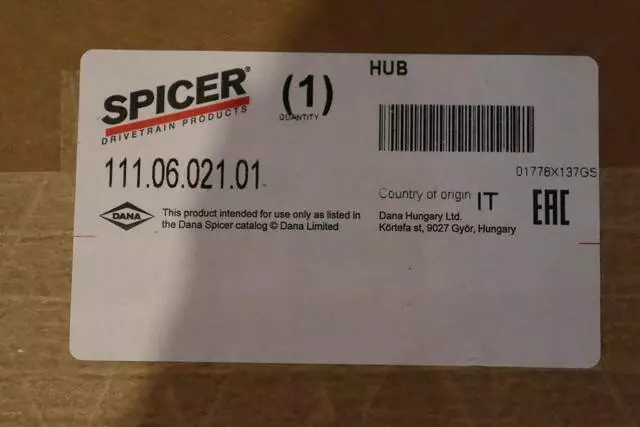 SPICER®
DRIVETRAIN PRODUCTS
(1)
QUANTITY
HUB
01776X137GS
111.06.021.01
Country of origin IT
EAC
DANA
This product intended for use only as listed in
the Dana Spicer catalog © Dana Limited
Dana Hungary Ltd.
Körtefa st, 9027 Győr, Hungary